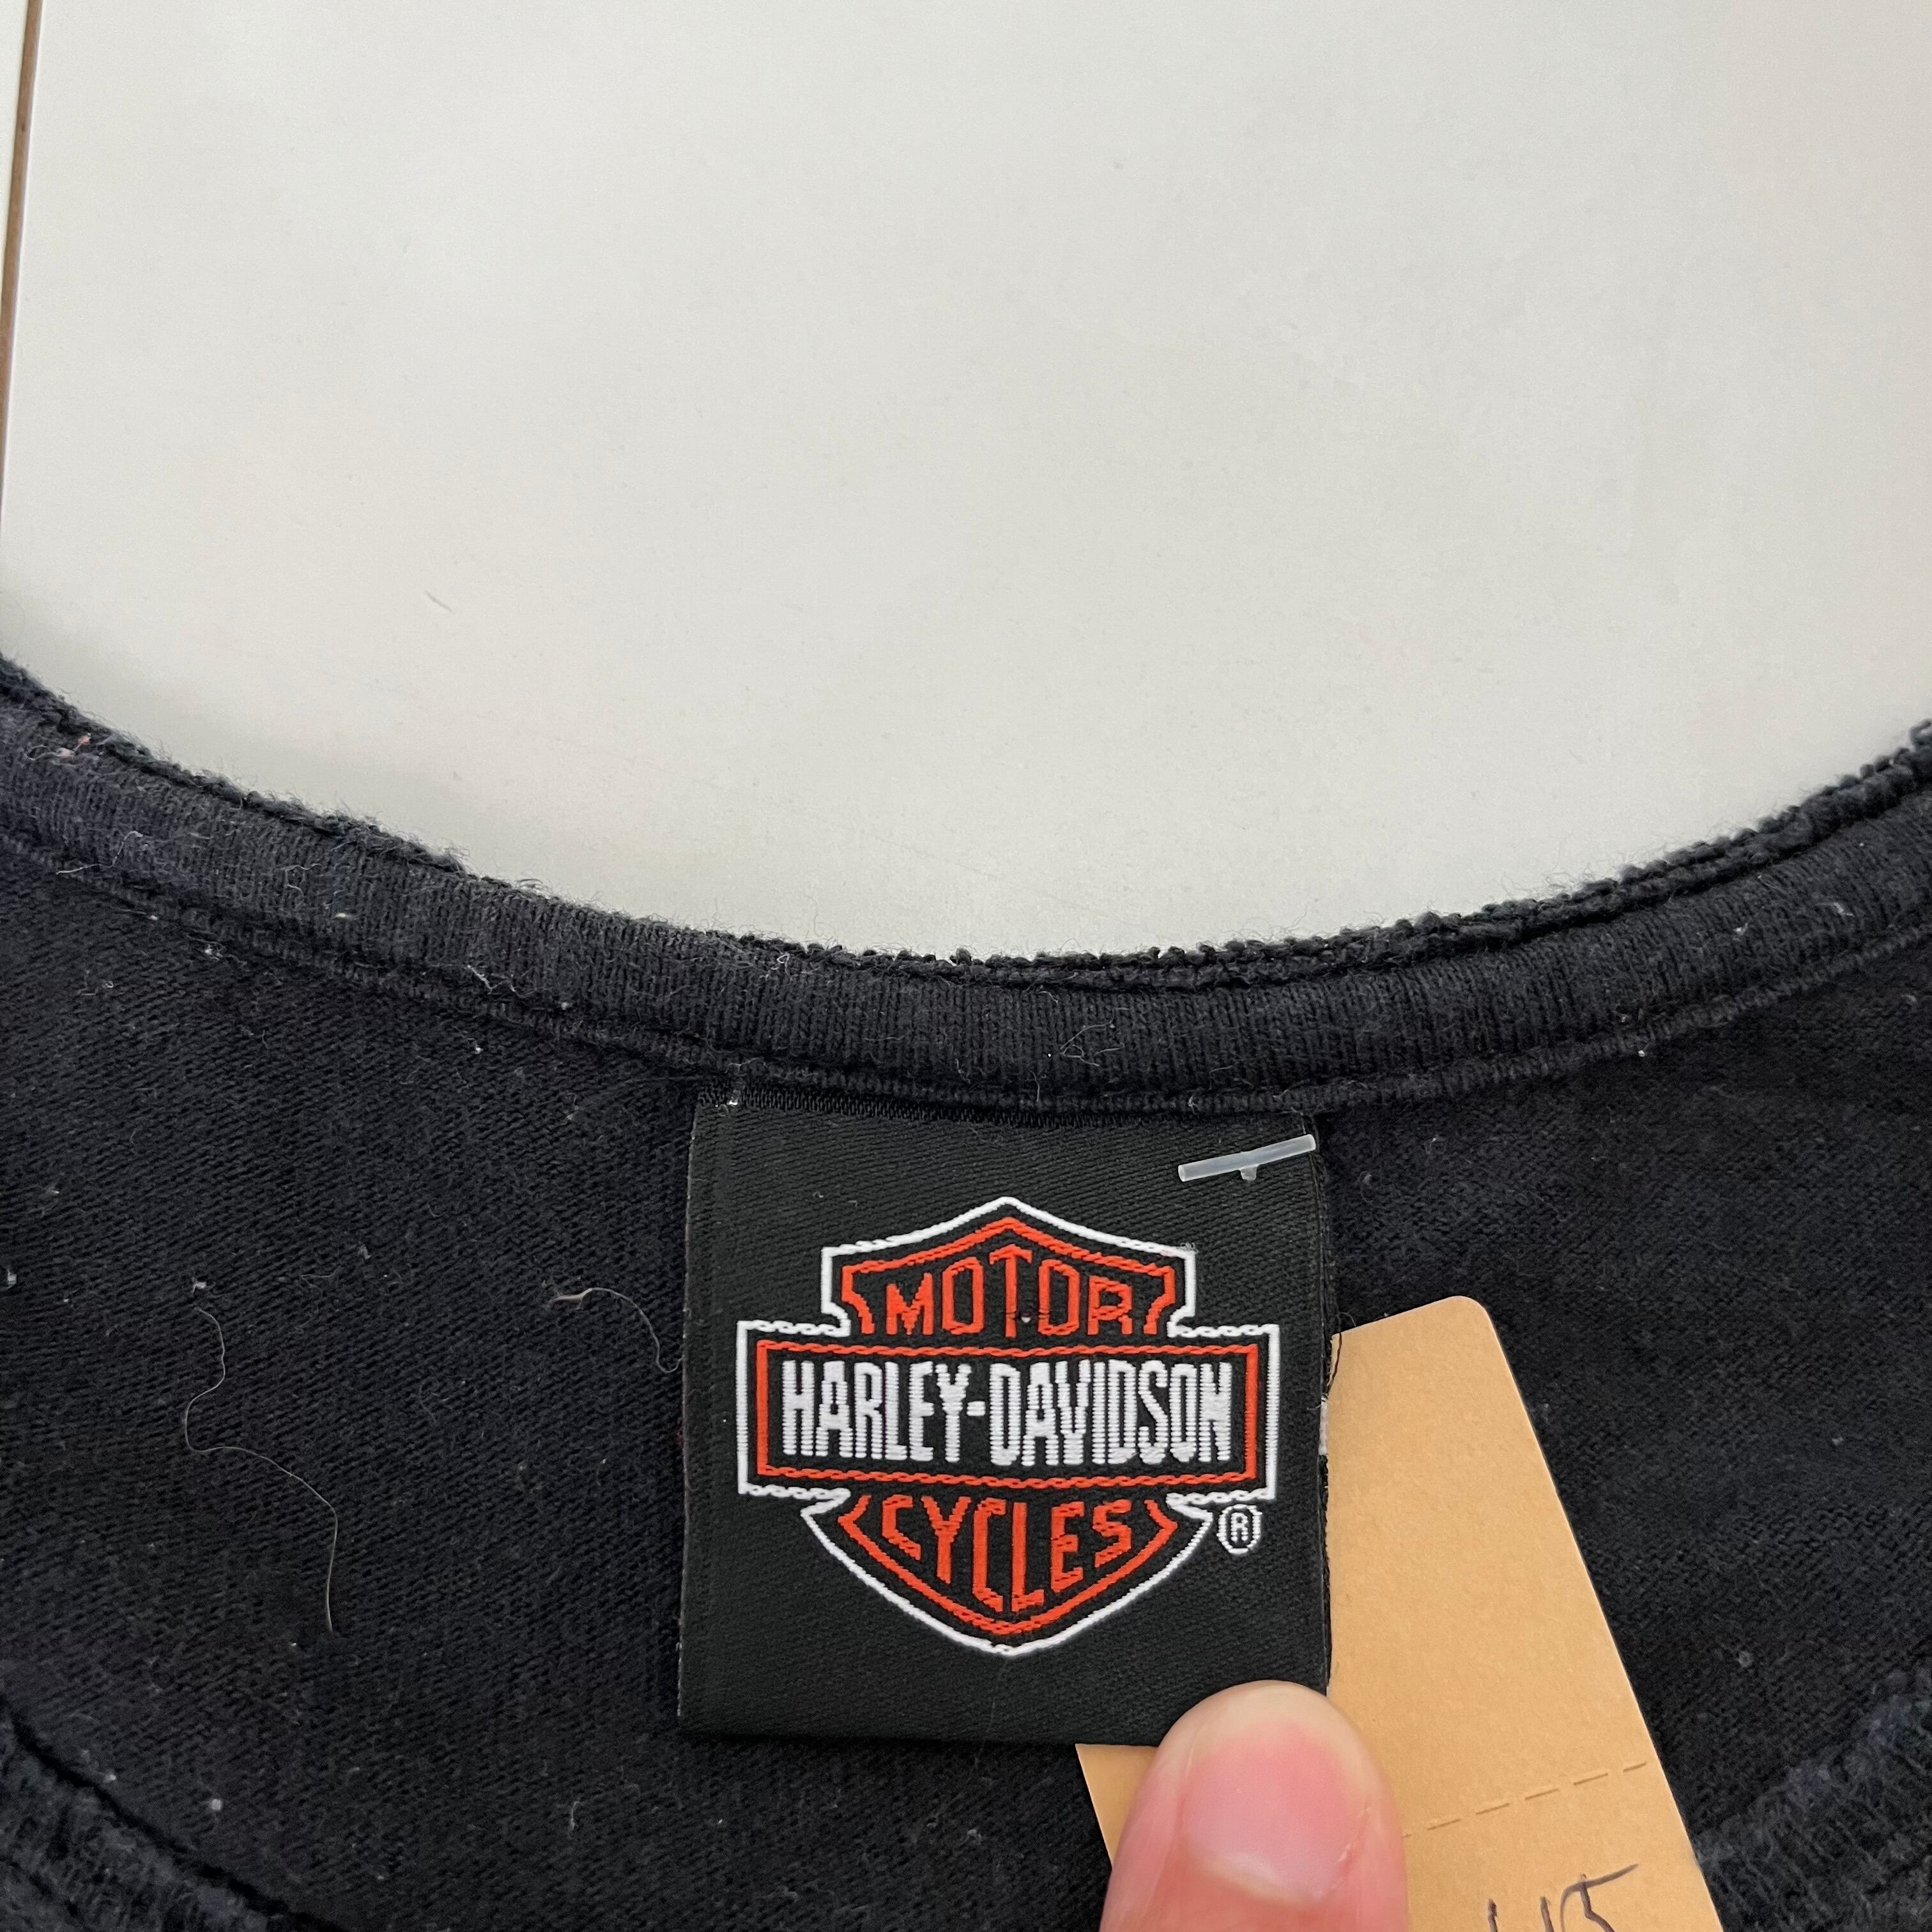 MOTOR
HARLEY-DAVIDSON
CYCLES
®